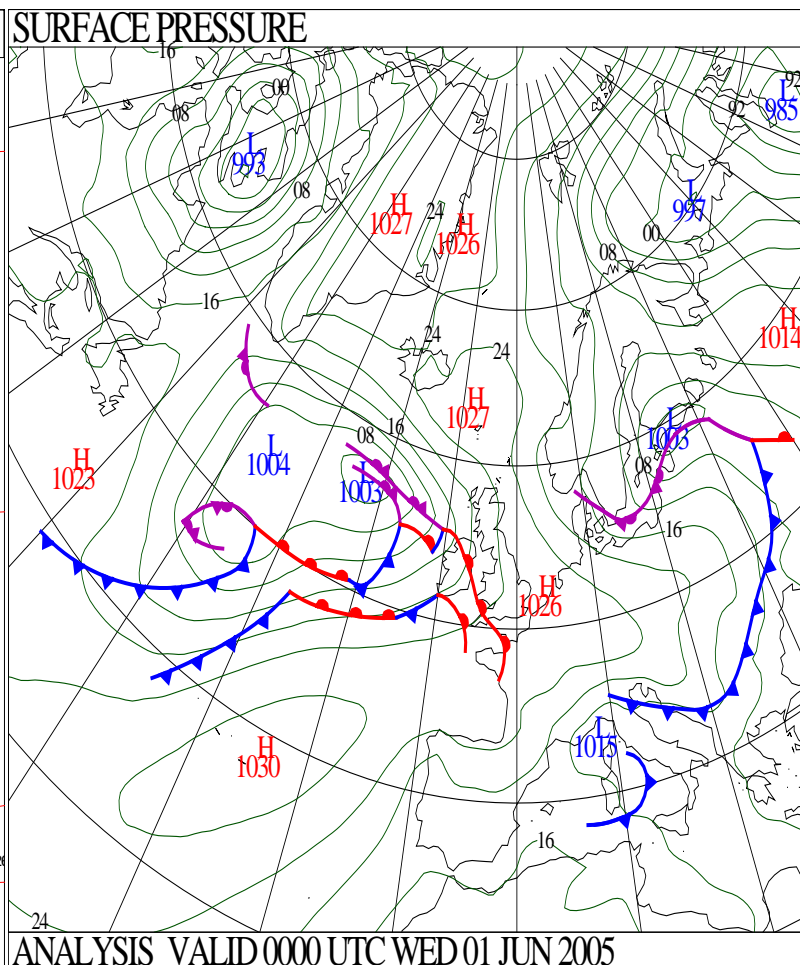 SURFACE PRESSURE
16
00
92
L
985
08
L
993
92
08
L
997
H
1027
24
H
1026
00
08
16
H
1014
24
24
H
1027
L
1003
08
16
H
1023
L
1004
L
1003
08
16
H
1026
L
1015
H
1030
16
24
ANALYSIS VALID 0000 UTC WED 01 JUN 2005